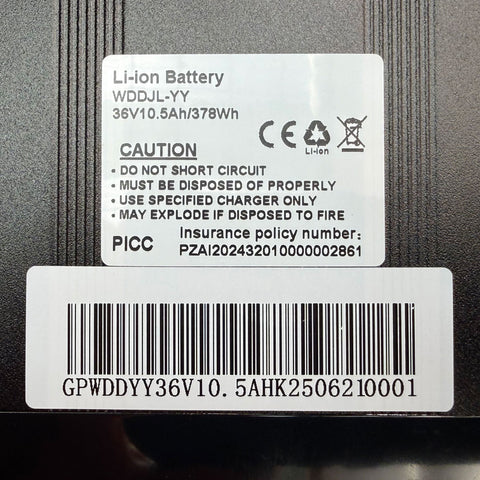 Li-ion Battery
WDDJL-YY
36V10.5Ah/378Wh
CE
Li-ion
CAUTION
• DO NOT SHORT CIRCUIT
• MUST BE DISPOSED OF PROPERLY
• USE SPECIFIED CHARGER ONLY
• MAY EXPLODE IF DISPOSED TO FIRE
PICC Insurance policy number:
PZAI202432010000002861
GPWDDYY36V10.5AHK2506210001